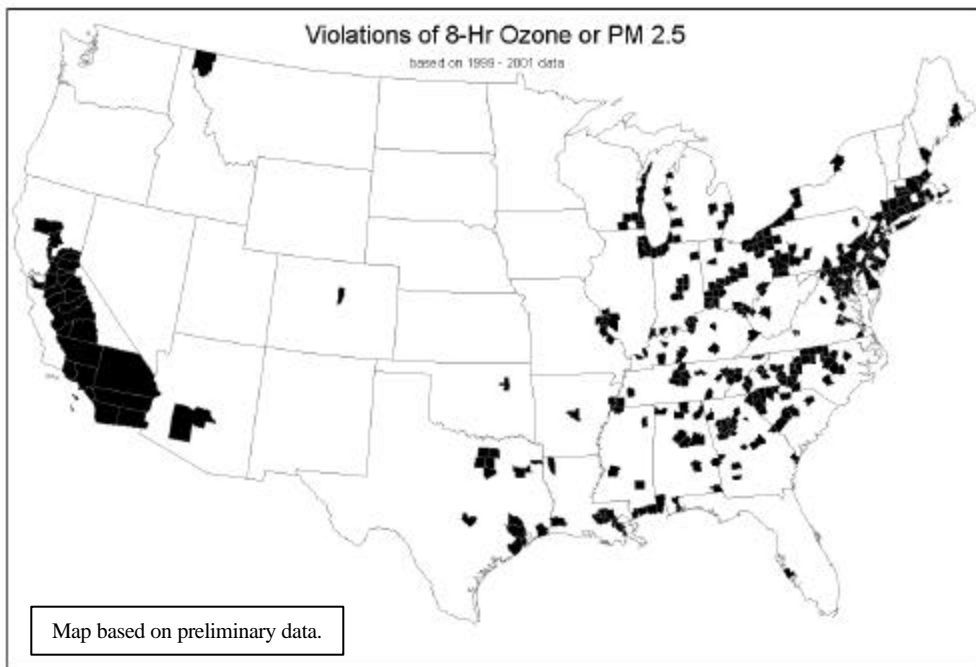 Violations of 8-Hr Ozone or PM 2.5
based on 1999 - 2001 data
Map based on preliminary data.